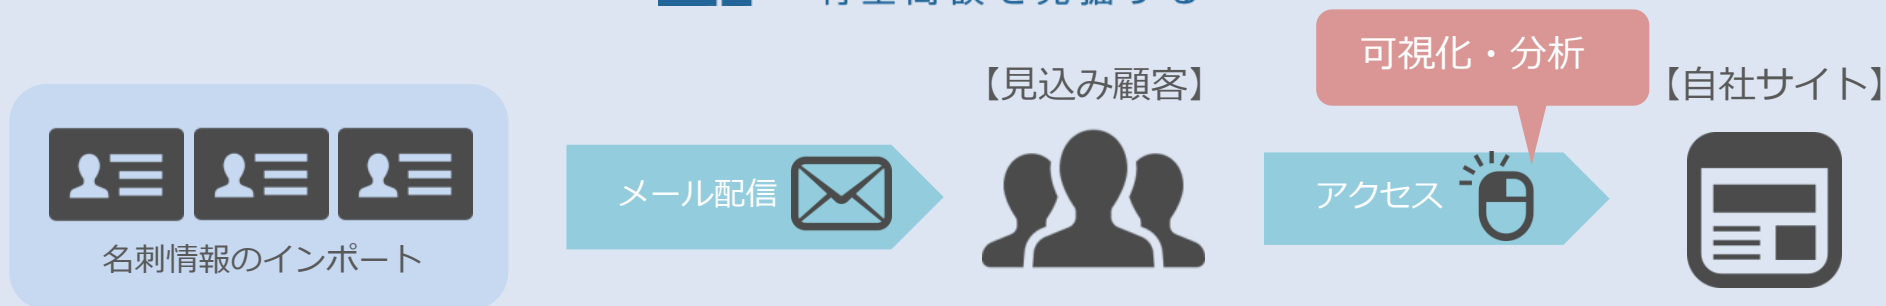 可視化・分析
【見込み顧客】
【自社サイト】
メール配信
アクセス
名刺情報のインポート